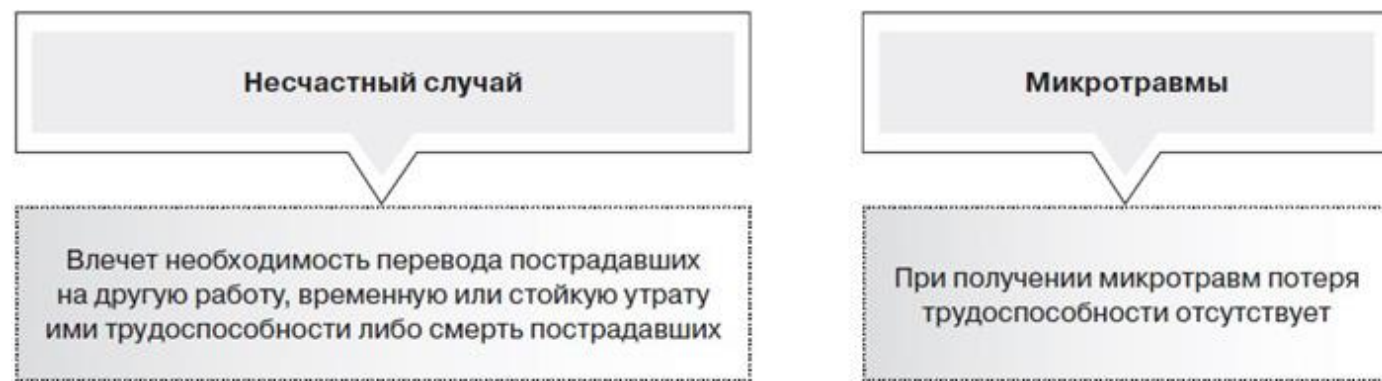 Несчастный случай
Влечет необходимость перевода пострадавших
на другую работу, временную или стойкую утрату
ими трудоспособности либо смерть пострадавших
Микротравмы
При получении микротравм потеря
трудоспособности отсутствует